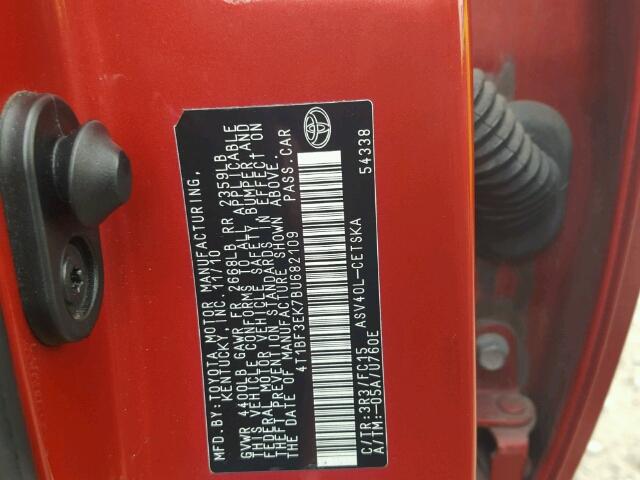 MFD. BY: TOYOTA MOTOR MANUFACTURING,
KENTUCKY, INC. 11/10
GVWR 4400LB GAWR FR 2668LB RR 2359LB
THIS VEHICLE CONFORMS TO ALL APPLICABLE
FEDERAL MOTOR VEHICLE SAFETY, BUMPER AND
THEFT PREVENTION STANDARDS IN EFFECT ON
THE DATE OF MANUFACTURE SHOWN ABOVE.
4T1BF3EK7BU682109 PASS.CAR
C/TR:3R3/FC15 ASV40L-CETSKA 54338
A/TM:-05A/U760E